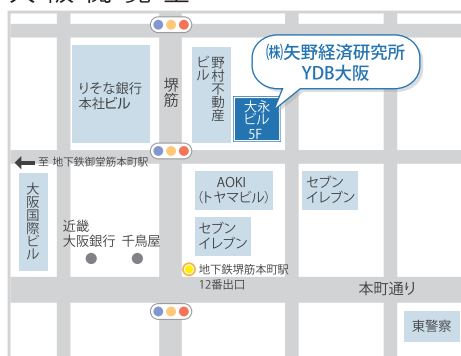 ㈱矢野経済研究所
YDB大阪
りそな銀行
本社ビル
堺筋
野村不動産
ビル
大永
ビル
5F
至 地下鉄御堂筋本町駅
大阪国際ビル
AOKI
(トヤマビル)
セブン
イレブン
近畿
大阪銀行
千鳥屋
セブン
イレブン
地下鉄堺筋本町駅
12番出口
本町通り
東警察